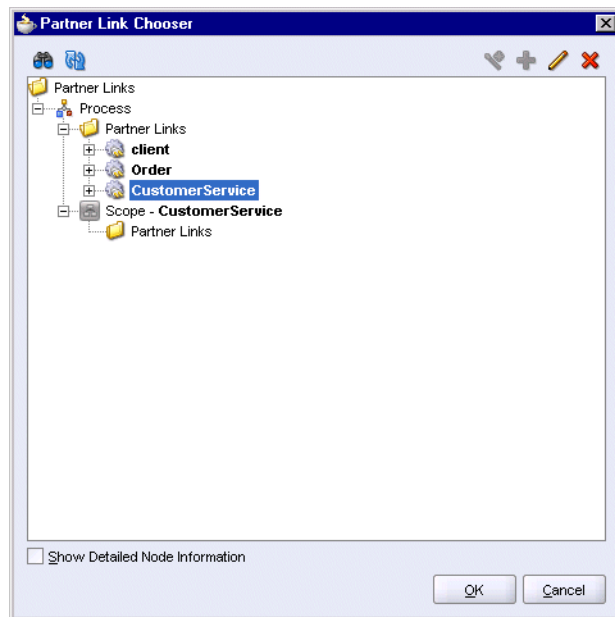 Partner Link Chooser
Partner Links
Process
Partner Links
client
Order
CustomerService
Scope - CustomerService
Partner Links
Show Detailed Node Information
OK Cancel